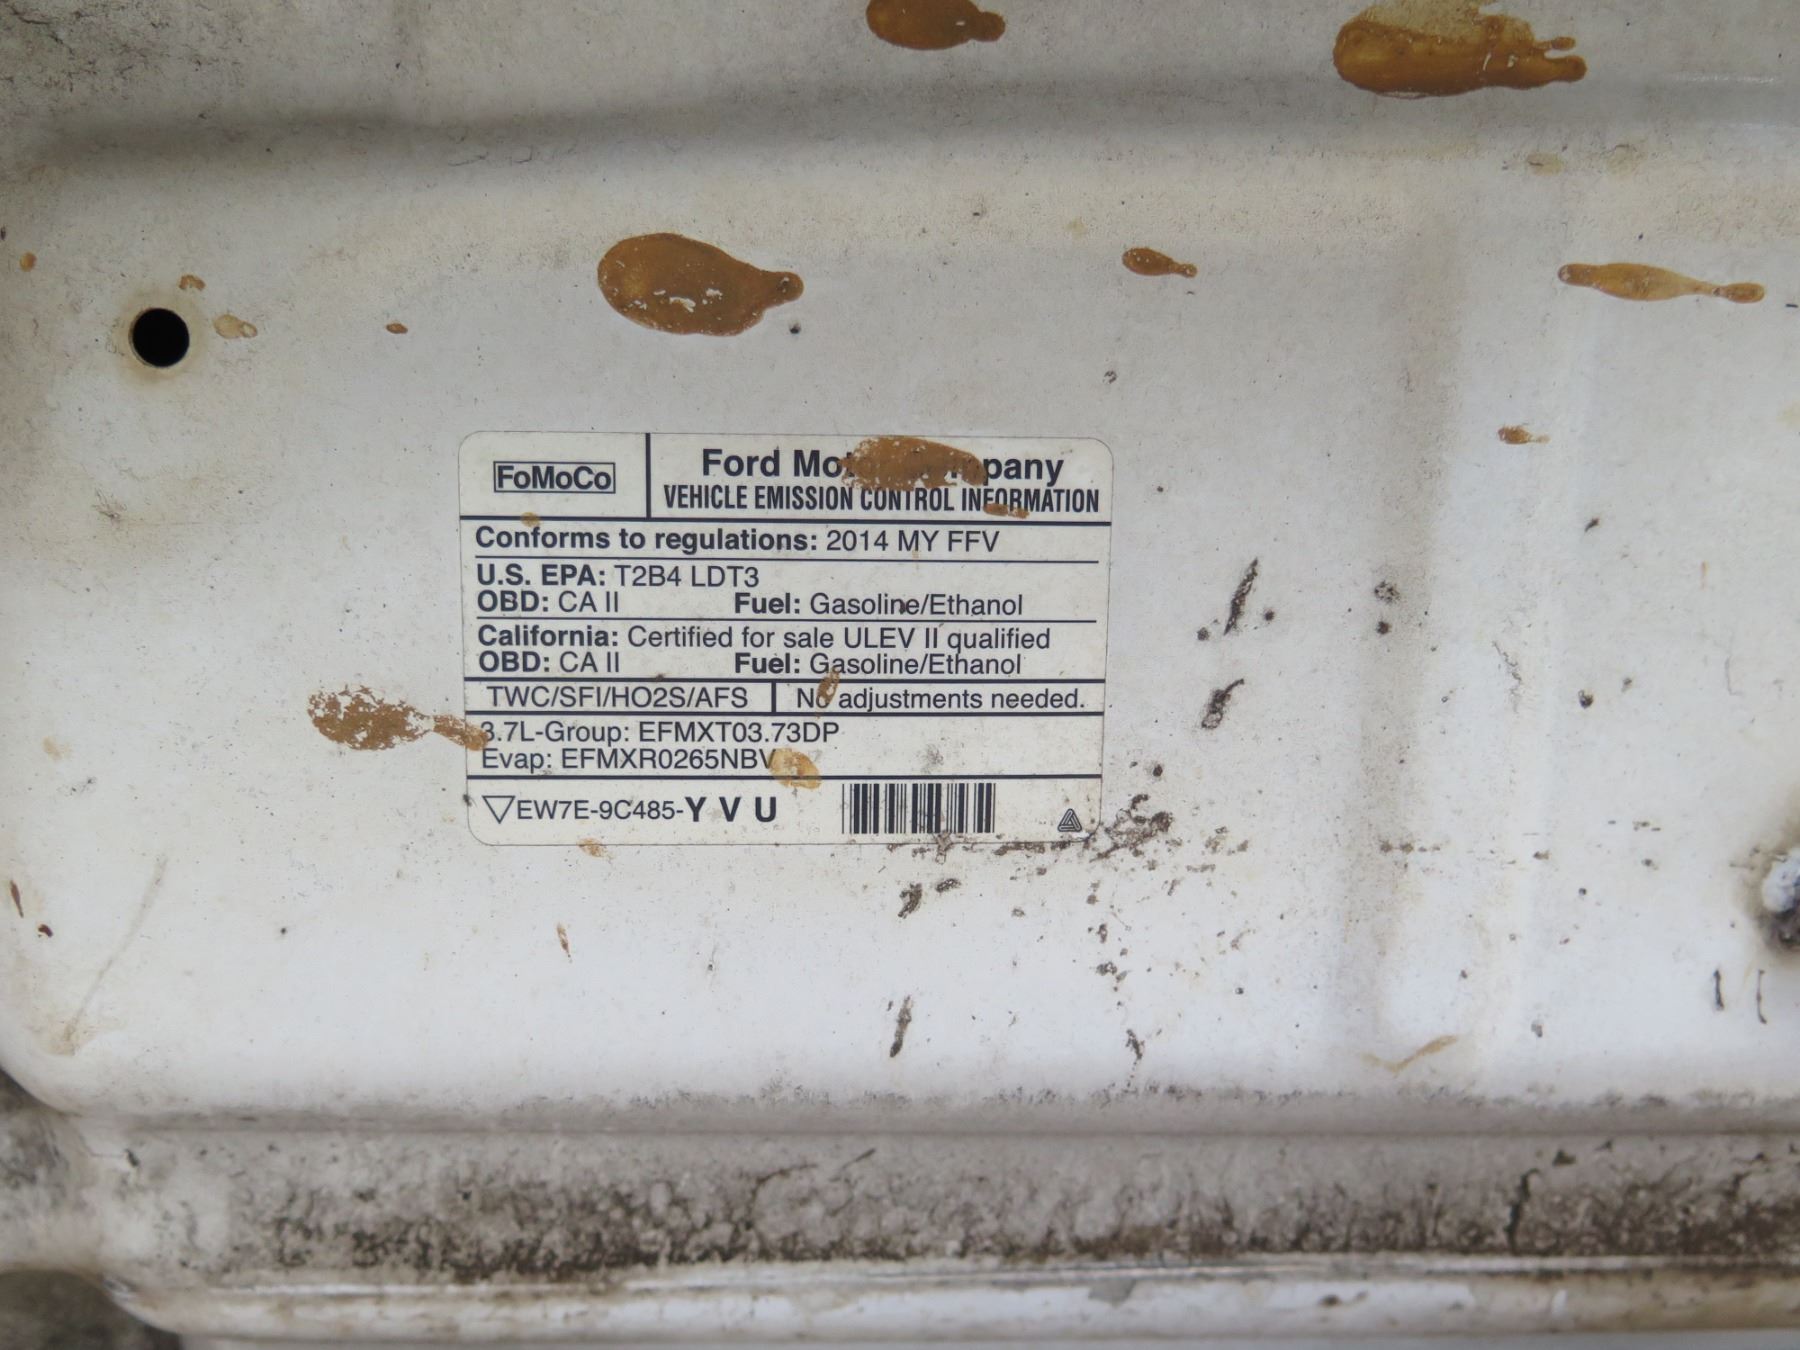 FoMoCo
Ford Motor Company
VEHICLE EMISSION CONTROL INFORMATION
Conforms to regulations: 2014 MY FFV
U.S. EPA: T2B4 LDT3
OBD: CA II Fuel: Gasoline/Ethanol
California: Certified for sale ULEV II qualified
OBD: CA II Fuel: Gasoline/Ethanol
TWC/SFI/HO2S/AFS No adjustments needed.
3.7L-Group: EFMXT03.73DP
Evap: EFMXR0265NBV
EW7E-9C485-Y V U